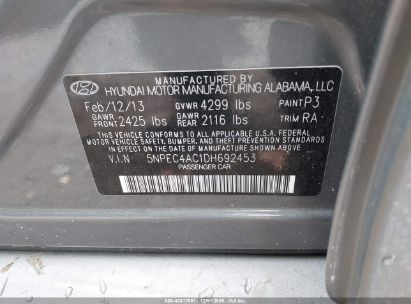 MANUFACTURED BY
HYUNDAI MOTOR MANUFACTURING ALABAMA, LLC
Feb/12/13 GVWR 4299 lbs PAINT P3
GAWR FRONT 2425 lbs GAWR REAR 2116 lbs TRIM RA
THIS VEHICLE CONFORMS TO ALL APPLICABLE U.S. FEDERAL
MOTOR VEHICLE SAFETY, BUMPER, AND THEFT PREVENTION STANDARDS
IN EFFECT ON THE DATE OF MANUFACTURE SHOWN ABOVE.
V.I.N 5NPEC4AC1DH692453
PASSENGER CAR